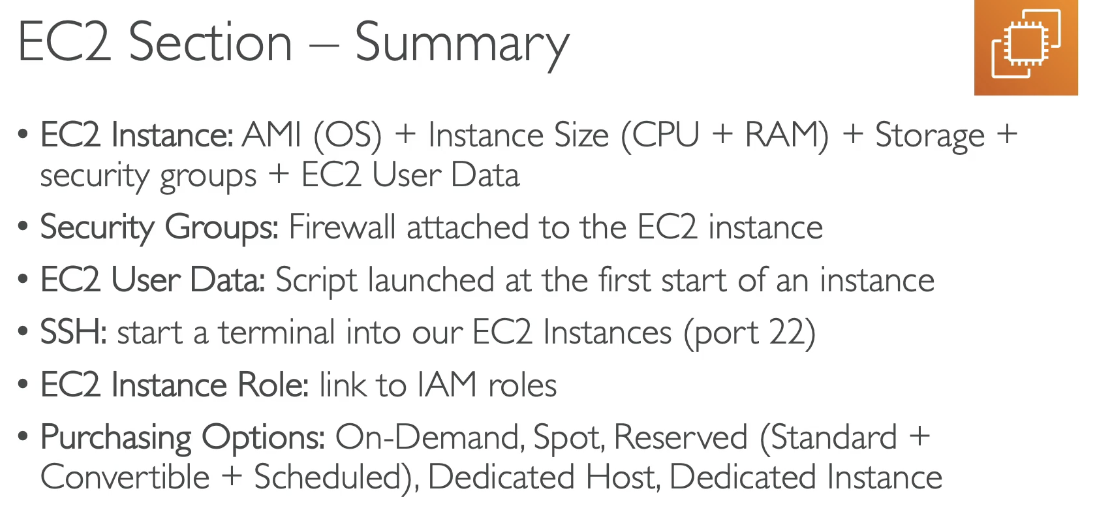 EC2 Section – Summary
• EC2 Instance: AMI (OS) + Instance Size (CPU + RAM) + Storage +
security groups + EC2 User Data
• Security Groups: Firewall attached to the EC2 instance
• EC2 User Data: Script launched at the first start of an instance
• SSH: start a terminal into our EC2 Instances (port 22)
• EC2 Instance Role: link to IAM roles
• Purchasing Options: On-Demand, Spot, Reserved (Standard +
Convertible + Scheduled), Dedicated Host, Dedicated Instance